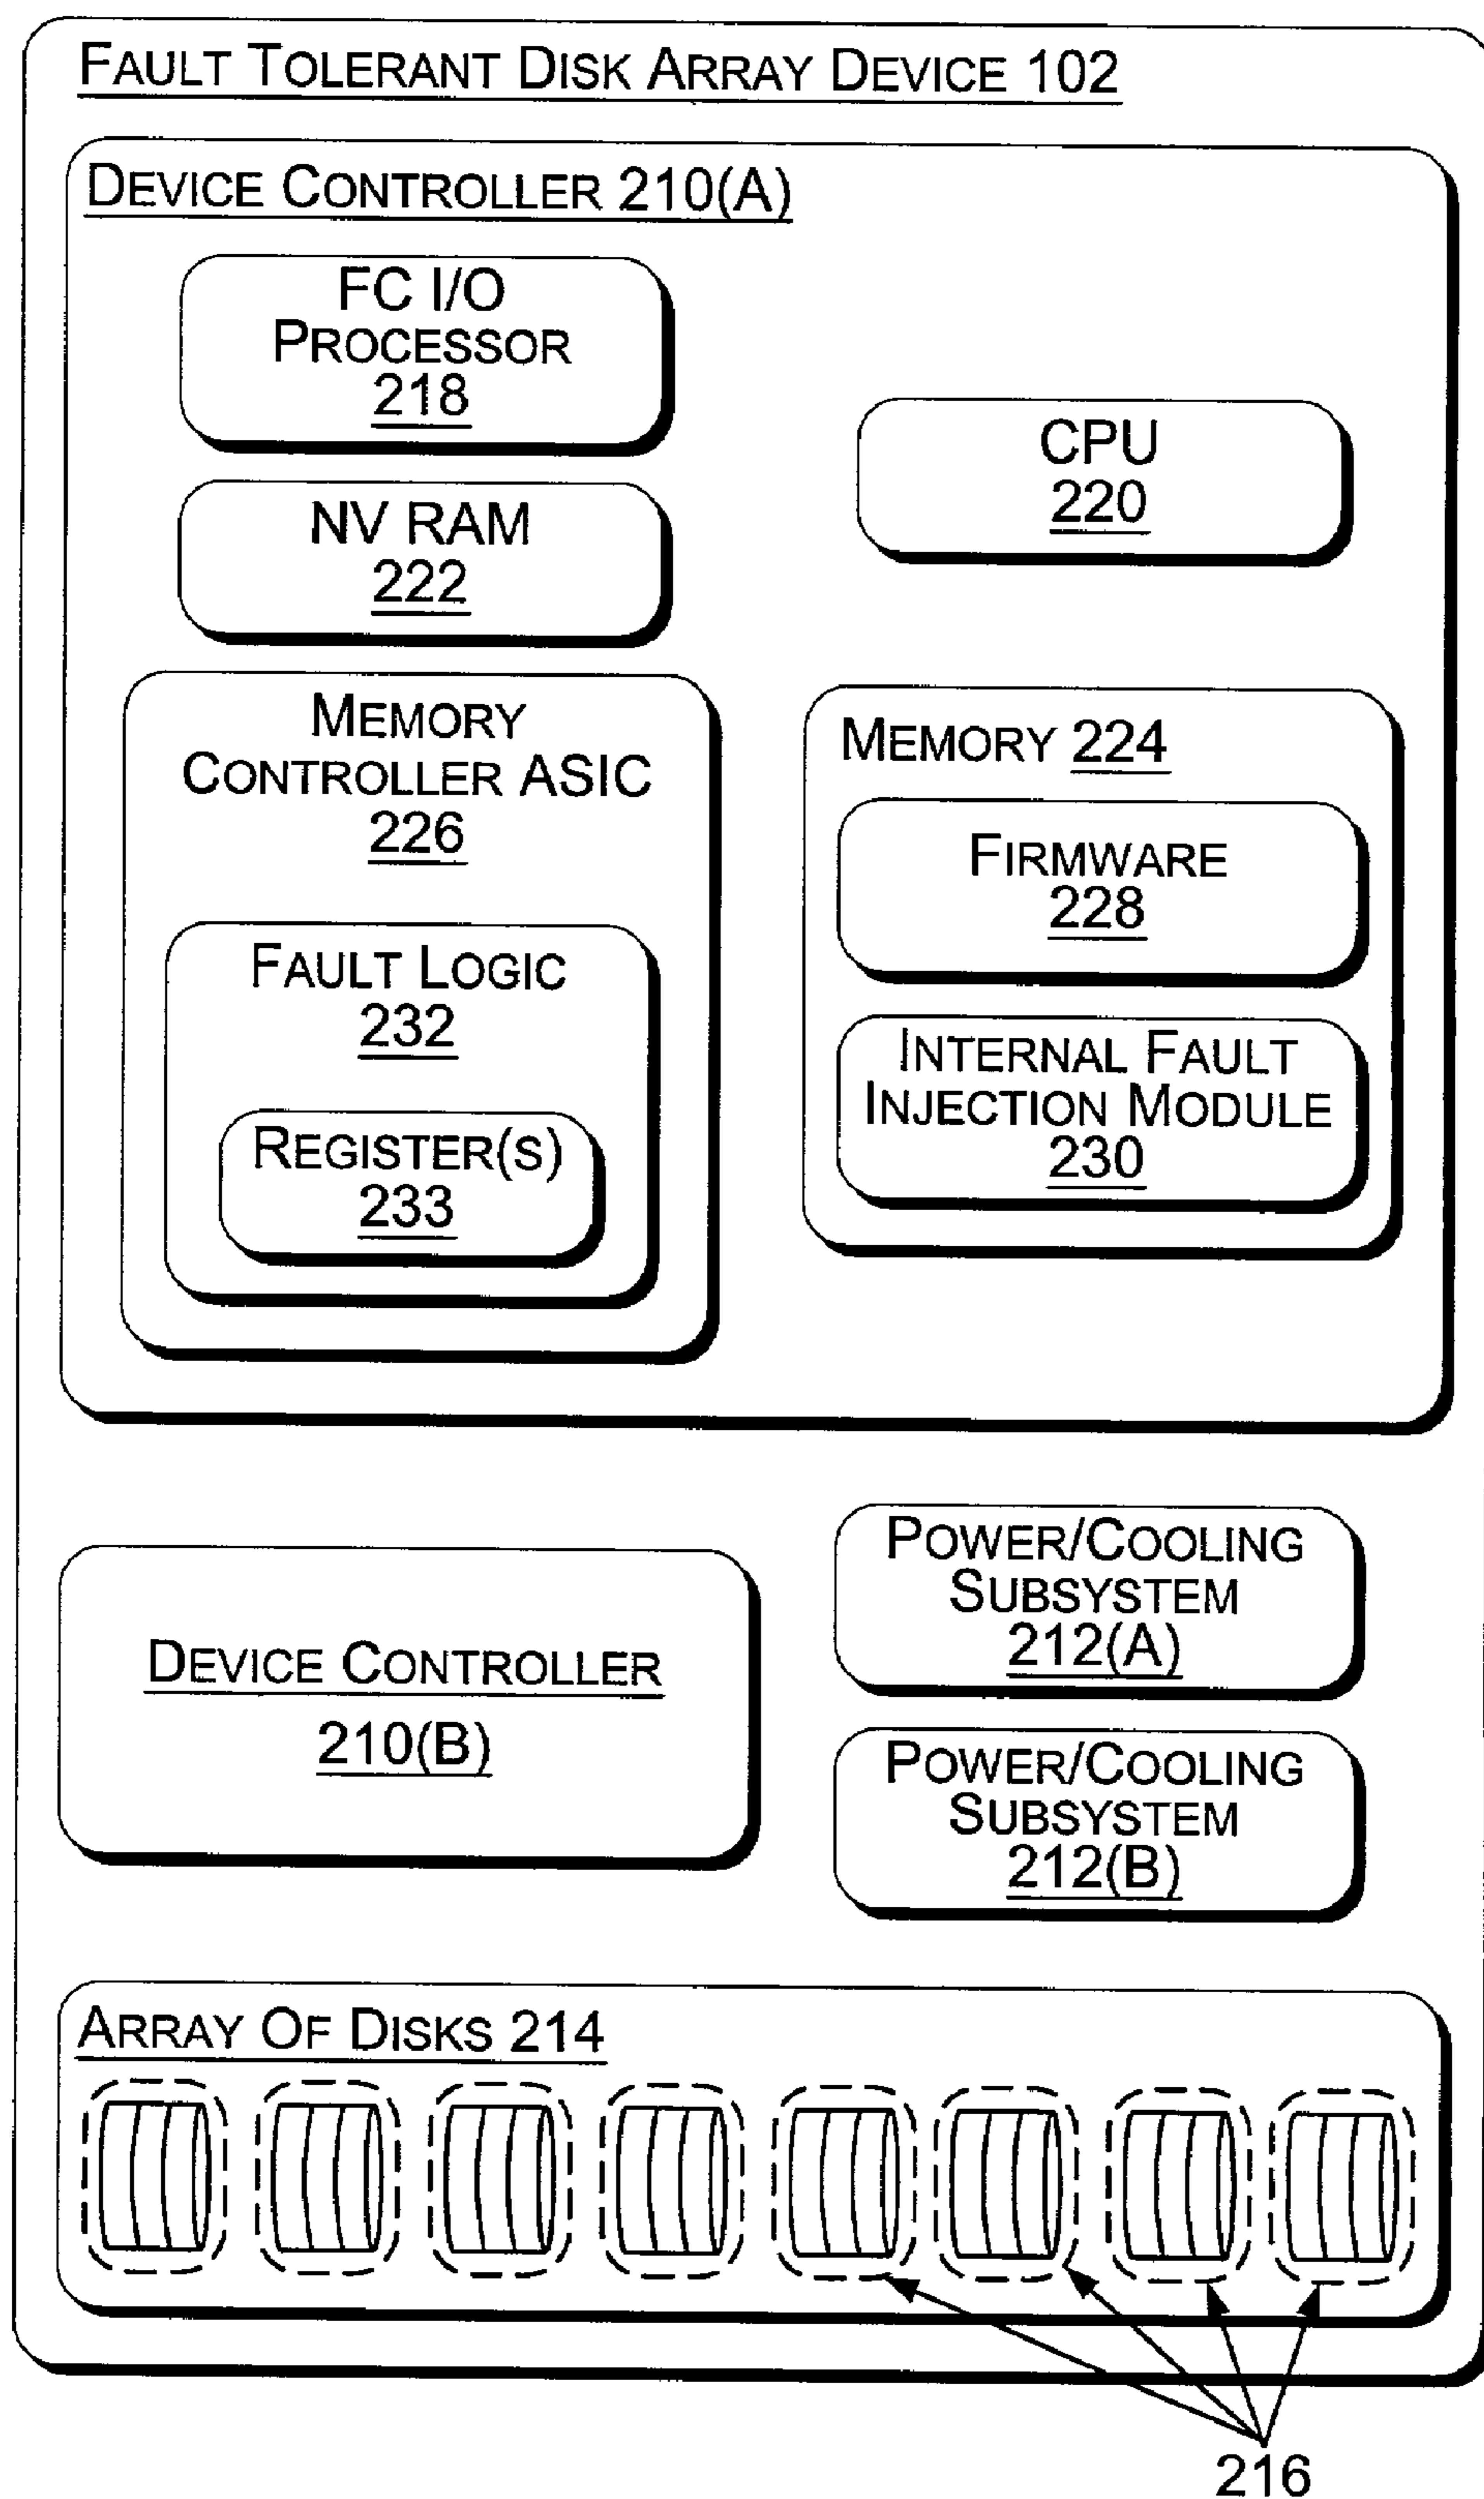 FAULT TOLERANT DISK ARRAY DEVICE 102
DEVICE CONTROLLER 210(A)
FC I/O
PROCESSOR
218
CPU
220
NV RAM
222
MEMORY
CONTROLLER ASIC
226
FAULT LOGIC
232
REGISTER(S)
233
MEMORY 224
FIRMWARE
228
INTERNAL FAULT
INJECTION MODULE
230
DEVICE CONTROLLER
210(B)
POWER/COOLING
SUBSYSTEM
212(A)
POWER/COOLING
SUBSYSTEM
212(B)
ARRAY OF DISKS 214
216